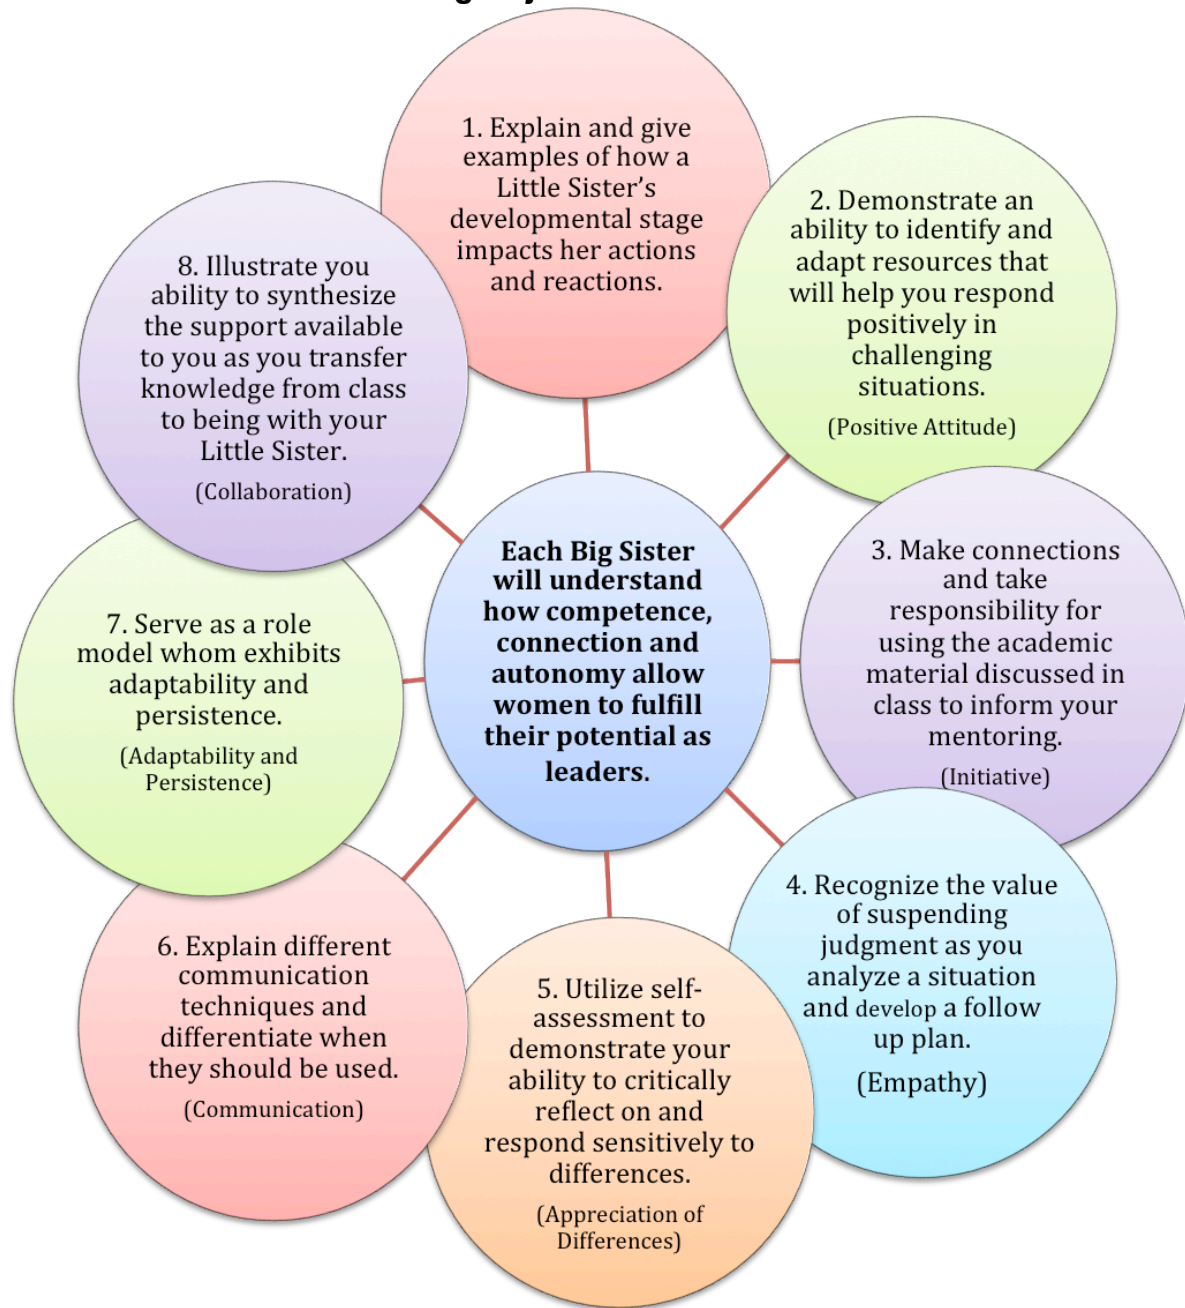 1. Explain and give
examples of how a
Little Sister’s
developmental stage
impacts her actions
and reactions.
2. Demonstrate an
ability to identify and
adapt resources that
will help you respond
positively in
challenging
situations.
(Positive Attitude)
3. Make connections
and take
responsibility for
using the academic
material discussed in
class to inform your
mentoring.
(Initiative)
4. Recognize the value
of suspending
judgment as you
analyze a situation
and develop a follow
up plan.
(Empathy)
5. Utilize self-
assessment to
demonstrate your
ability to critically
reflect on and
respond sensitively to
differences.
(Appreciation of
Differences)
6. Explain different
communication
techniques and
differentiate when
they should be used.
(Communication)
7. Serve as a role
model whom exhibits
adaptability and
persistence.
(Adaptability and
Persistence)
8. Illustrate you
ability to synthesize
the support available
to you as you transfer
knowledge from class
to being with your
Little Sister.
(Collaboration)
Each Big Sister
will understand
how competence,
connection and
autonomy allow
women to fulfill
their potential as
leaders.